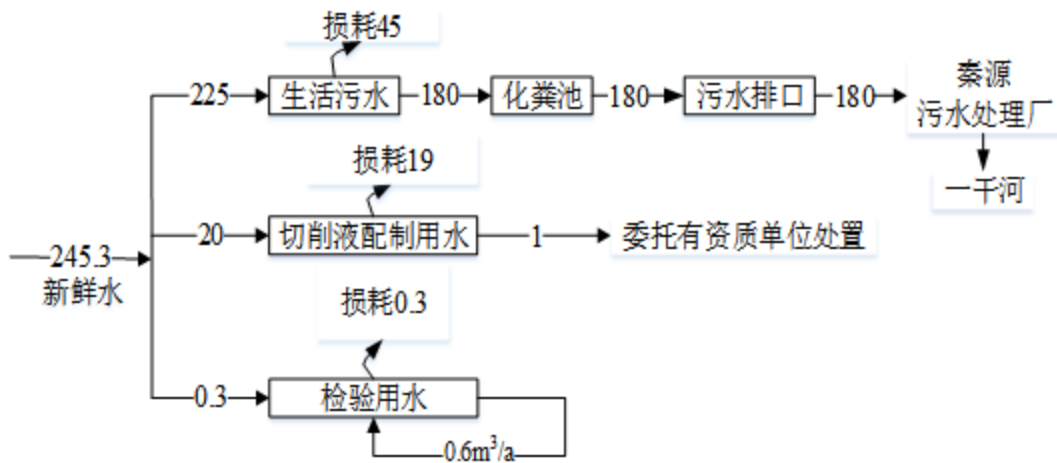 损耗45
225
生活污水
180
化粪池
180
污水排口
180
秦源
污水处理厂
一干河
损耗19
20
切削液配制用水
1
委托有资质单位处置
245.3
新鲜水
损耗0.3
0.3
检验用水
0.6m³/a